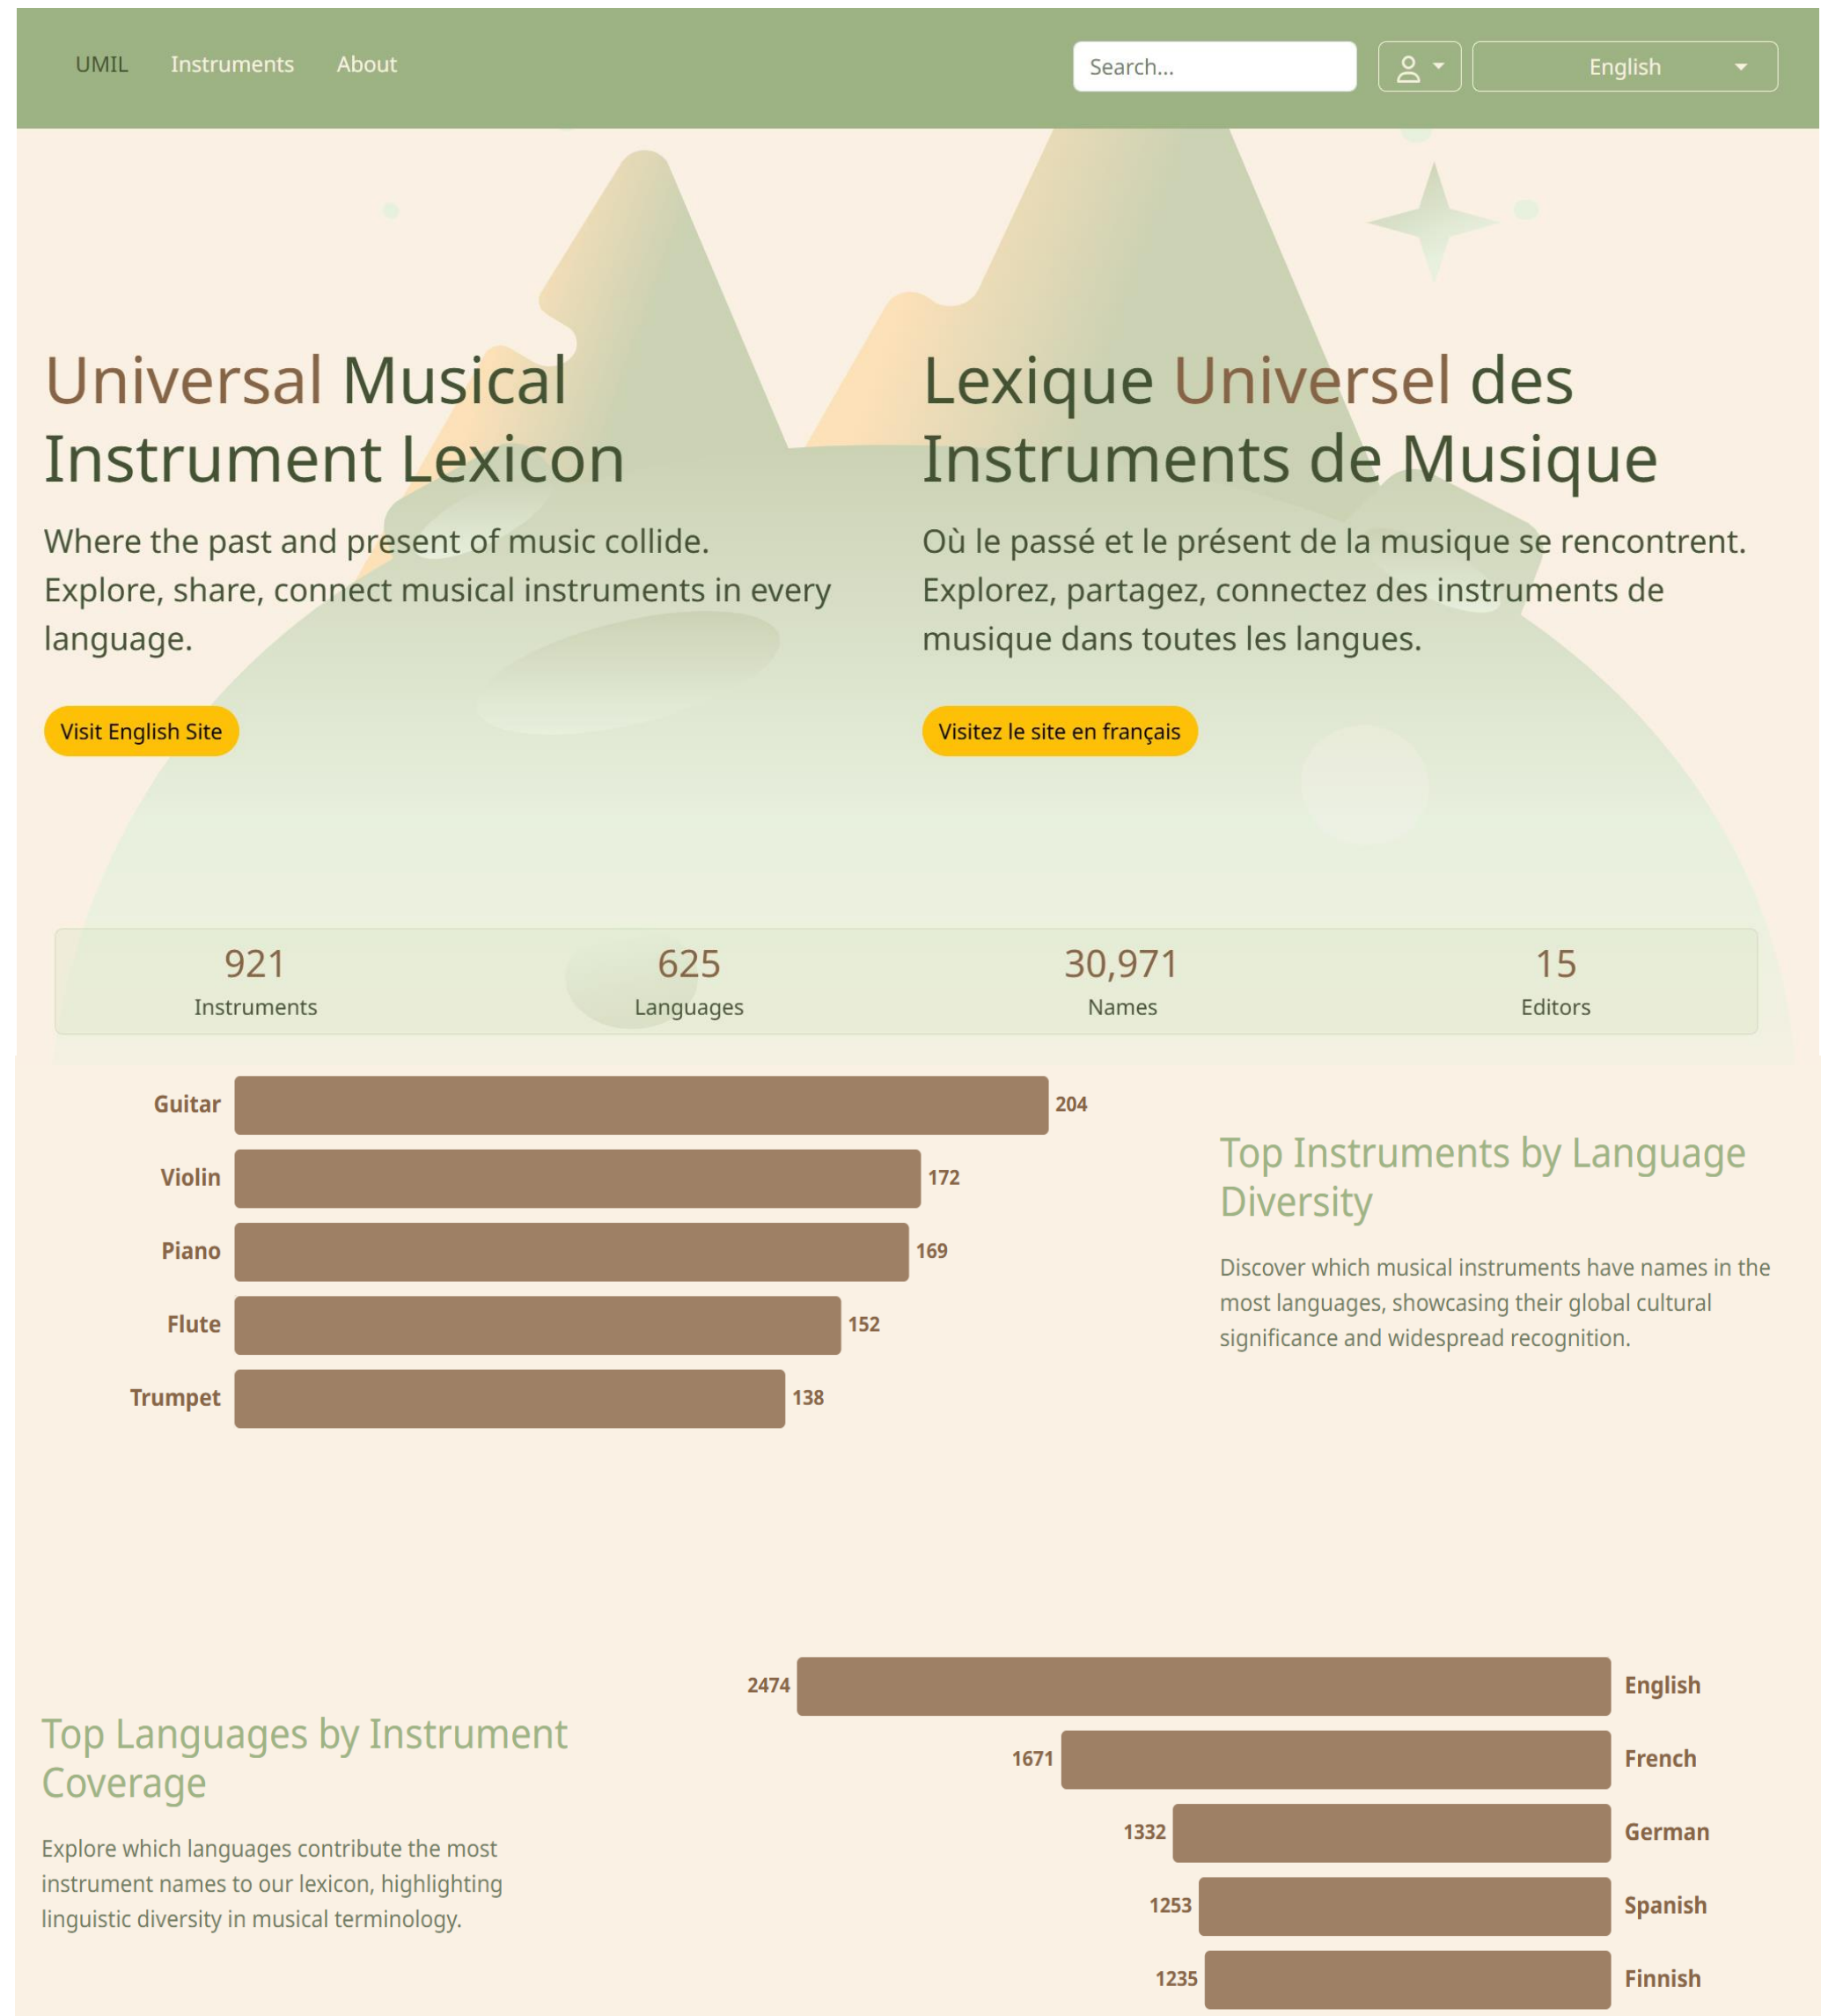 UMIL Instruments About Search... English
Universal Musical
Instrument Lexicon
Where the past and present of music collide.
Explore, share, connect musical instruments in every
language.
Visit English Site
Lexique Universel des
Instruments de Musique
Où le passé et le présent de la musique se rencontrent.
Explorez, partagez, connectez des instruments de
musique dans toutes les langues.
Visitez le site en français
921
Instruments
625
Languages
30,971
Names
15
Editors
Guitar 204
Violin 172
Piano 169
Flute 152
Trumpet 138
Top Instruments by Language
Diversity
Discover which musical instruments have names in the
most languages, showcasing their global cultural
significance and widespread recognition.
Top Languages by Instrument
Coverage
Explore which languages contribute the most
instrument names to our lexicon, highlighting
linguistic diversity in musical terminology.
2474 English
1671 French
1332 German
1253 Spanish
1235 Finnish